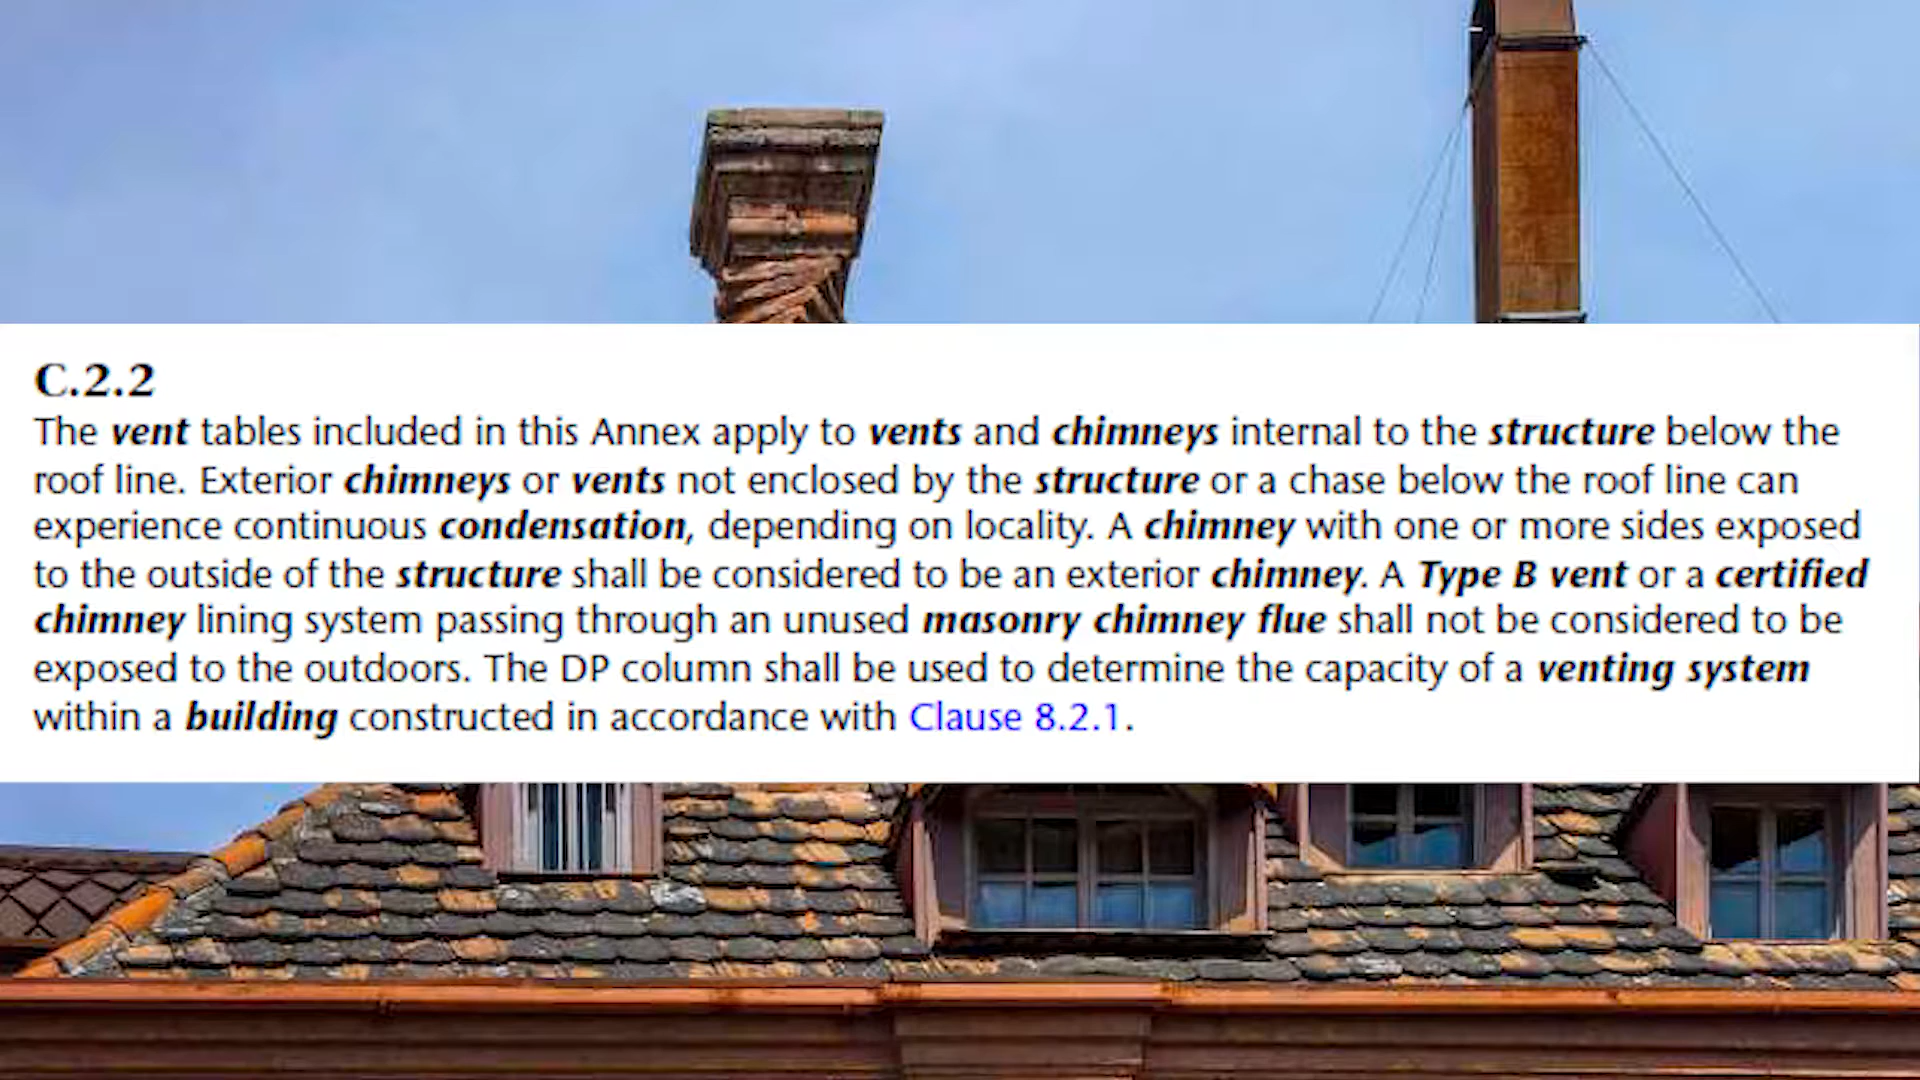 C.2.2
The vent tables included in this Annex apply to vents and chimneys internal to the structure below the
roof line. Exterior chimneys or vents not enclosed by the structure or a chase below the roof line can
experience continuous condensation, depending on locality. A chimney with one or more sides exposed
to the outside of the structure shall be considered to be an exterior chimney. A Type B vent or a certified
chimney lining system passing through an unused masonry chimney flue shall not be considered to be
exposed to the outdoors. The DP column shall be used to determine the capacity of a venting system
within a building constructed in accordance with Clause 8.2.1.